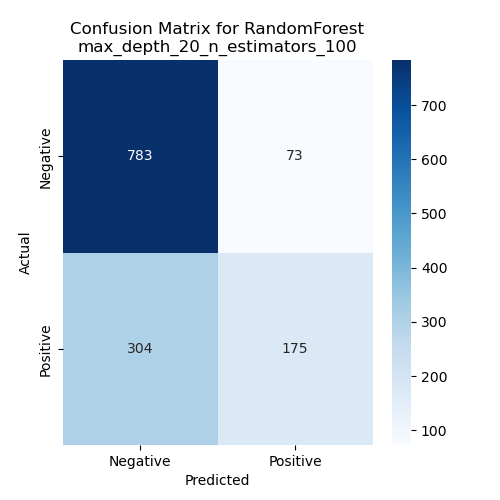 Confusion Matrix for RandomForest
max_depth_20_n_estimators_100
Actual
Negative
783
73
Positive
304
175
Negative
Positive
Predicted
700
600
500
400
300
200
100